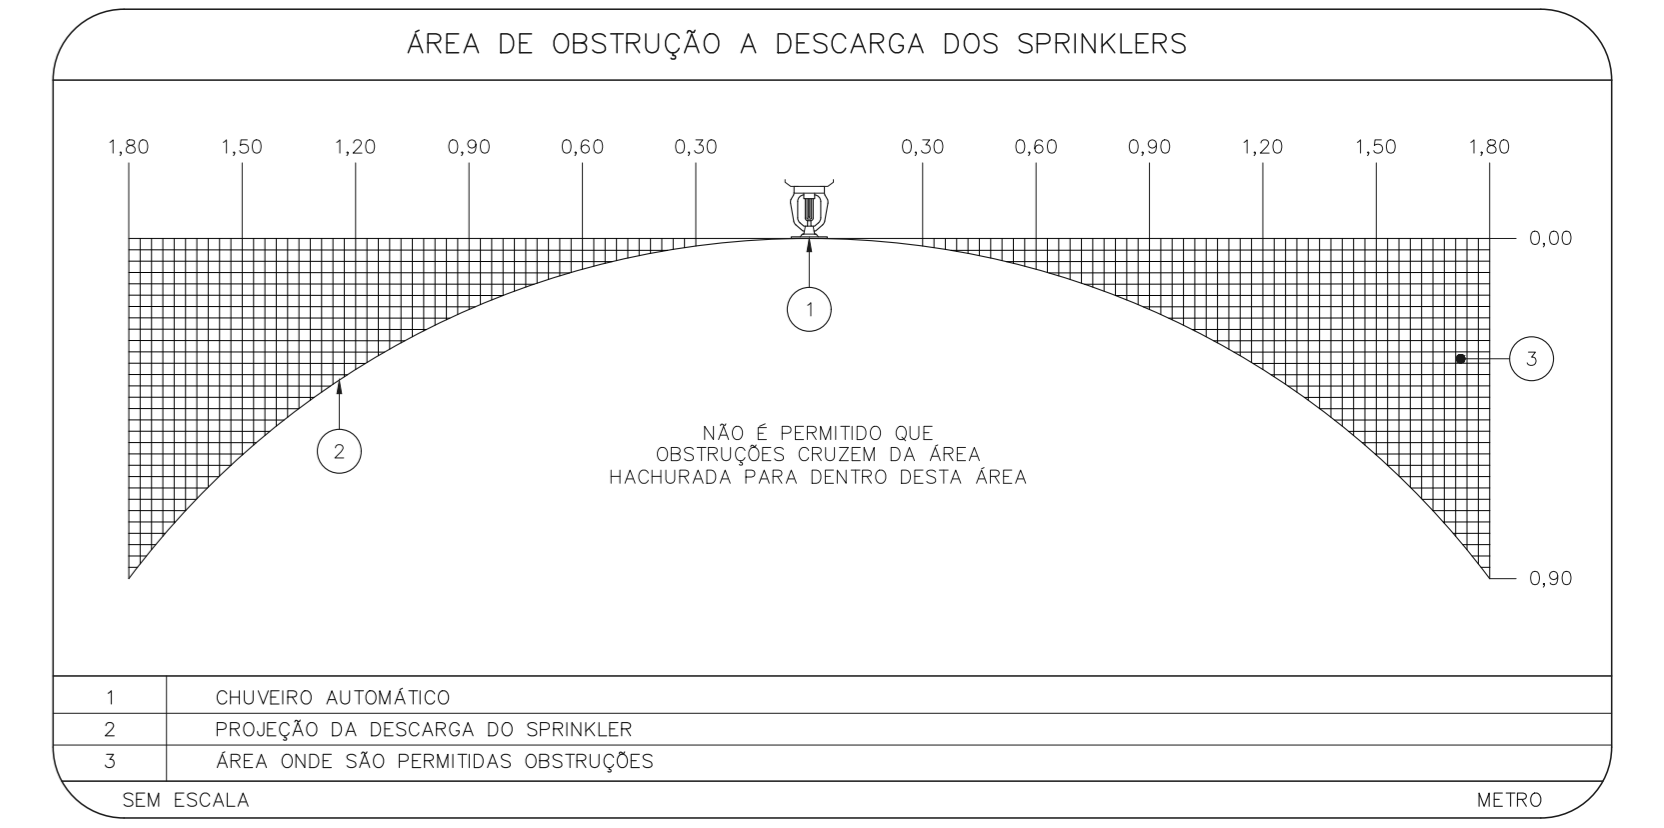 ÁREA DE OBSTRUÇÃO A DESCARGA DOS SPRINKLERS
1,80 1,50 1,20 0,90 0,60 0,30 0,30 0,60 0,90 1,20 1,50 1,80
0,00
1
3
2
NÃO É PERMITIDO QUE
OBSTRUÇÕES CRUZEM DA ÁREA
HACHURADA PARA DENTRO DESTA ÁREA
0,90
1 CHUVEIRO AUTOMÁTICO
2 PROJEÇÃO DA DESCARGA DO SPRINKLER
3 ÁREA ONDE SÃO PERMITIDAS OBSTRUÇÕES
SEM ESCALA METRO